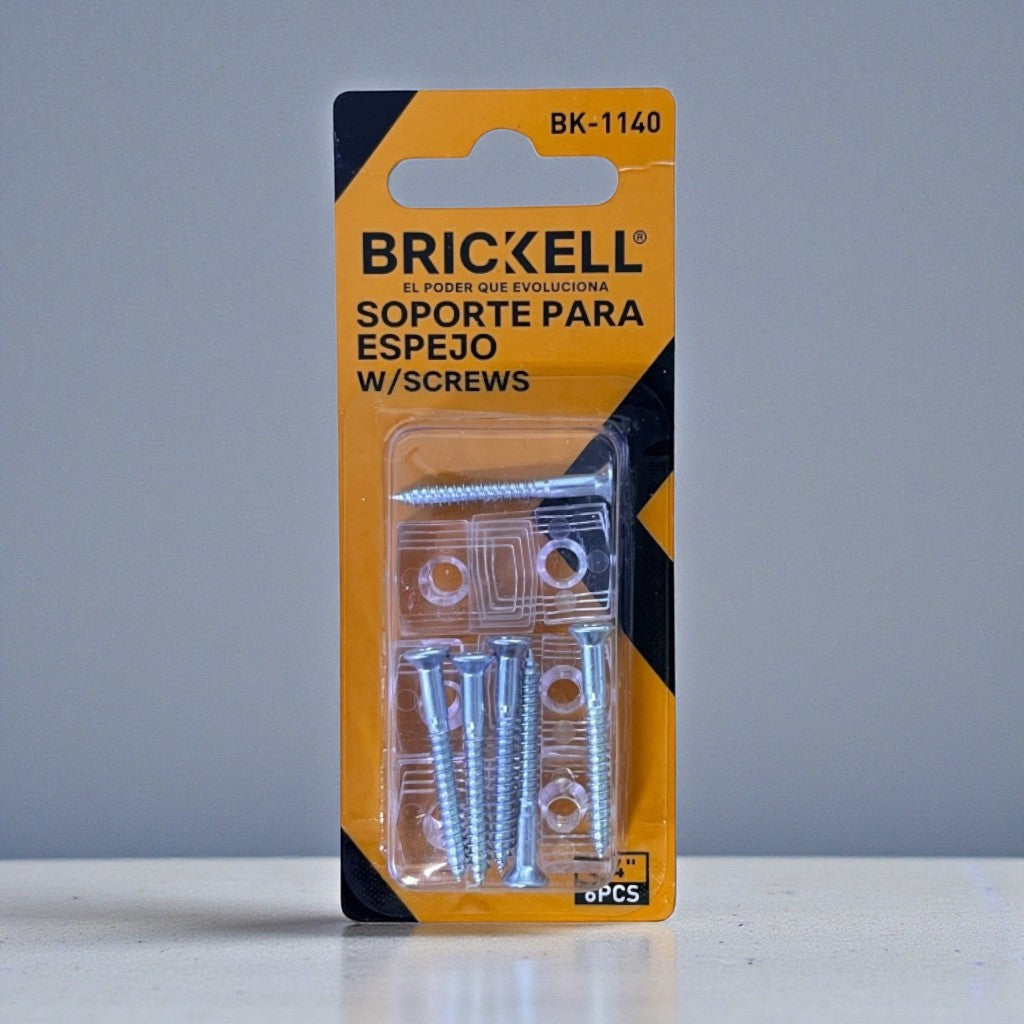 BK-1140
BRICKELL®
EL PODER QUE EVOLUCIONA
SOPORTE PARA
ESPEJO
W/SCREWS
6PCS